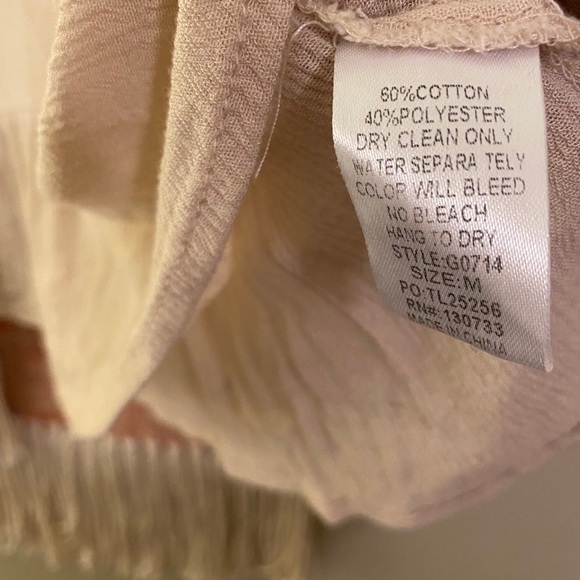 60%COTTON
40%POLYESTER
DRY CLEAN ONLY
WATER SEPARA TELY
COLOR WILL BLEED
NO BLEACH
HANG TO DRY
STYLE:G0714
SIZE: M
PO:TL25256
RN#: 130733
MADE IN CHINA